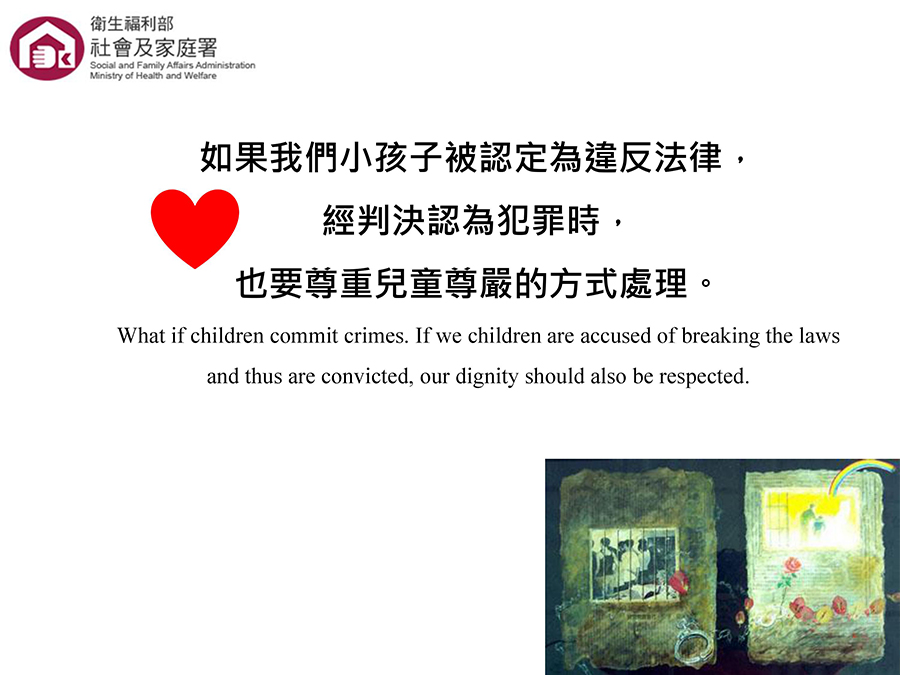 衛生福利部
社會及家庭署
Social and Family Affairs Administration
Ministry of Health and Welfare
如果我們小孩子被認定為違反法律，
經判決認為犯罪時，
也要尊重兒童尊嚴的方式處理。
What if children commit crimes. If we children are accused of breaking the laws
and thus are convicted, our dignity should also be respected.